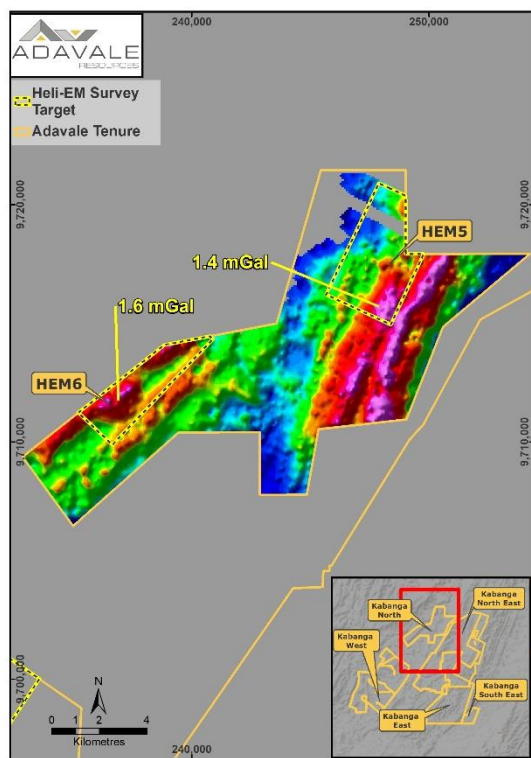 240,000
250,000
ADAVALE
RESOURCES
Heli-EM Survey
Target
Adavale Tenure
9,720,000
9,720,000
HEM5
1.4 mGal
1.6 mGal
HEM6
9,710,000
9,710,000
Kabanga
North
Kabanga
North East
Kabanga
West
Kabanga
South East
Kabanga
East
9,700,000
N
0 1 2 4
Kilometres
240,000